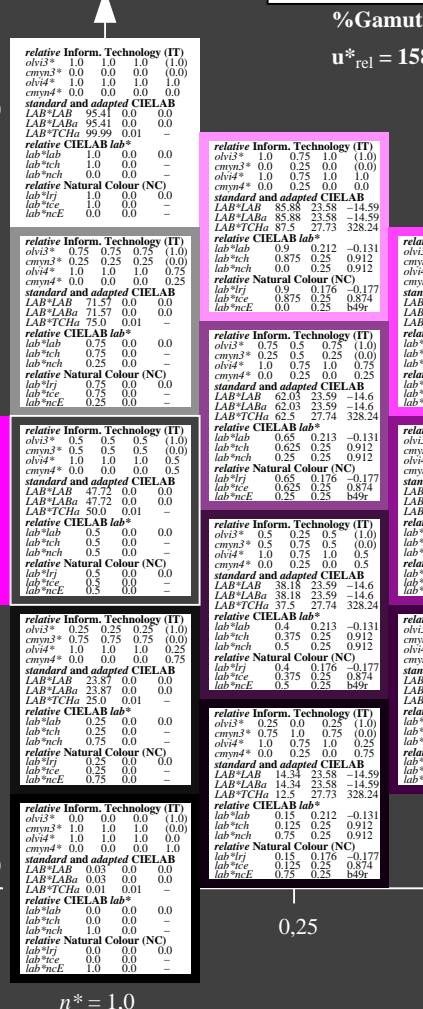 %Gamut
u*rel = 158
relative Inform. Technology (IT)
olvi3* 1.0 1.0 1.0 (1.0)
cmyn3* 0.0 0.0 0.0 (0.0)
olvi4* 1.0 1.0 1.0 1.0
cmyn4* 0.0 0.0 0.0 0.0
standard and adapted CIELAB
LAB*LAB 95.41 0.0 0.0
LAB*LABa 95.41 0.0 0.0
LAB*TCHa 99.99 0.01 –
relative CIELAB lab*
lab*lab 1.0 0.0 0.0
lab*tch 1.0 0.0 –
lab*nch 0.0 0.0 –
relative Natural Colour (NC)
lab*lrj 1.0 0.0 0.0
lab*tce 1.0 0.0 –
lab*ncE 0.0 0.0 –
relative Inform. Technology (IT)
olvi3* 0.75 0.75 0.75 (1.0)
cmyn3* 0.25 0.25 0.25 (0.0)
olvi4* 1.0 1.0 1.0 0.75
cmyn4* 0.0 0.0 0.0 0.25
standard and adapted CIELAB
LAB*LAB 71.57 0.0 0.0
LAB*LABa 71.57 0.0 0.0
LAB*TCHa 75.0 0.01 –
relative CIELAB lab*
lab*lab 0.75 0.0 0.0
lab*tch 0.75 0.0 –
lab*nch 0.25 0.0 –
relative Natural Colour (NC)
lab*lrj 0.75 0.0 0.0
lab*tce 0.75 0.0 –
lab*ncE 0.25 0.0 –
relative Inform. Technology (IT)
olvi3* 0.5 0.5 0.5 (1.0)
cmyn3* 0.5 0.5 0.5 (0.0)
olvi4* 1.0 1.0 1.0 0.5
cmyn4* 0.0 0.0 0.0 0.5
standard and adapted CIELAB
LAB*LAB 47.72 0.0 0.0
LAB*LABa 47.72 0.0 0.0
LAB*TCHa 50.0 0.01 –
relative CIELAB lab*
lab*lab 0.5 0.0 0.0
lab*tch 0.5 0.0 –
lab*nch 0.5 0.0 –
relative Natural Colour (NC)
lab*lrj 0.5 0.0 0.0
lab*tce 0.5 0.0 –
lab*ncE 0.5 0.0 –
relative Inform. Technology (IT)
olvi3* 0.25 0.25 0.25 (1.0)
cmyn3* 0.75 0.75 0.75 (0.0)
olvi4* 1.0 1.0 1.0 0.25
cmyn4* 0.0 0.0 0.0 0.75
standard and adapted CIELAB
LAB*LAB 23.87 0.0 0.0
LAB*LABa 23.87 0.0 0.0
LAB*TCHa 25.0 0.01 –
relative CIELAB lab*
lab*lab 0.25 0.0 0.0
lab*tch 0.25 0.0 –
lab*nch 0.75 0.0 –
relative Natural Colour (NC)
lab*lrj 0.25 0.0 0.0
lab*tce 0.25 0.0 –
lab*ncE 0.75 0.0 –
relative Inform. Technology (IT)
olvi3* 0.0 0.0 0.0 (1.0)
cmyn3* 1.0 1.0 1.0 (0.0)
olvi4* 1.0 1.0 1.0 0.0
cmyn4* 0.0 0.0 0.0 1.0
standard and adapted CIELAB
LAB*LAB 0.03 0.0 0.0
LAB*LABa 0.03 0.0 0.0
LAB*TCHa 0.01 0.01 –
relative CIELAB lab*
lab*lab 0.0 0.0 0.0
lab*tch 0.0 0.0 –
lab*nch 1.0 0.0 –
relative Natural Colour (NC)
lab*lrj 0.0 0.0 0.0
lab*tce 0.0 0.0 –
lab*ncE 1.0 0.0 –
n* = 1,0
relative Inform. Technology (IT)
olvi3* 1.0 0.75 1.0 (1.0)
cmyn3* 0.0 0.25 0.0 (0.0)
olvi4* 1.0 0.75 1.0 1.0
cmyn4* 0.0 0.25 0.0 0.0
standard and adapted CIELAB
LAB*LAB 85.88 23.58 –14.59
LAB*LABa 85.88 23.58 –14.59
LAB*TCHa 87.5 27.73 328.24
relative CIELAB lab*
lab*lab 0.9 0.212 –0.131
lab*tch 0.875 0.25 0.912
lab*nch 0.0 0.25 0.912
relative Natural Colour (NC)
lab*lrj 0.9 0.176 –0.177
lab*tce 0.875 0.25 0.874
lab*ncE 0.0 0.25 b49r
relative Inform. Technology (IT)
olvi3* 0.75 0.5 0.75 (1.0)
cmyn3* 0.25 0.5 0.25 (0.0)
olvi4* 1.0 0.75 1.0 0.75
cmyn4* 0.0 0.25 0.0 0.25
standard and adapted CIELAB
LAB*LAB 62.03 23.59 –14.6
LAB*LABa 62.03 23.59 –14.6
LAB*TCHa 62.5 27.74 328.24
relative CIELAB lab*
lab*lab 0.65 0.213 –0.131
lab*tch 0.625 0.25 0.912
lab*nch 0.25 0.25 0.912
relative Natural Colour (NC)
lab*lrj 0.65 0.176 –0.177
lab*tce 0.625 0.25 0.874
lab*ncE 0.25 0.25 b49r
relative Inform. Technology (IT)
olvi3* 0.5 0.25 0.5 (1.0)
cmyn3* 0.5 0.75 0.5 (0.0)
olvi4* 1.0 0.75 1.0 0.5
cmyn4* 0.0 0.25 0.0 0.5
standard and adapted CIELAB
LAB*LAB 38.18 23.59 –14.6
LAB*LABa 38.18 23.59 –14.6
LAB*TCHa 37.5 27.74 328.24
relative CIELAB lab*
lab*lab 0.4 0.213 –0.131
lab*tch 0.375 0.25 0.912
lab*nch 0.5 0.25 0.912
relative Natural Colour (NC)
lab*lrj 0.4 0.176 –0.177
lab*tce 0.375 0.25 0.874
lab*ncE 0.5 0.25 b49r
relative Inform. Technology (IT)
olvi3* 0.25 0.0 0.25 (1.0)
cmyn3* 0.75 1.0 0.75 (0.0)
olvi4* 1.0 0.75 1.0 0.25
cmyn4* 0.0 0.25 0.0 0.75
standard and adapted CIELAB
LAB*LAB 14.34 23.58 –14.59
LAB*LABa 14.34 23.58 –14.59
LAB*TCHa 12.5 27.73 328.24
relative CIELAB lab*
lab*lab 0.15 0.212 –0.131
lab*tch 0.125 0.25 0.912
lab*nch 0.75 0.25 0.912
relative Natural Colour (NC)
lab*lrj 0.15 0.176 –0.177
lab*tce 0.125 0.25 0.874
lab*ncE 0.75 0.25 b49r
0,25